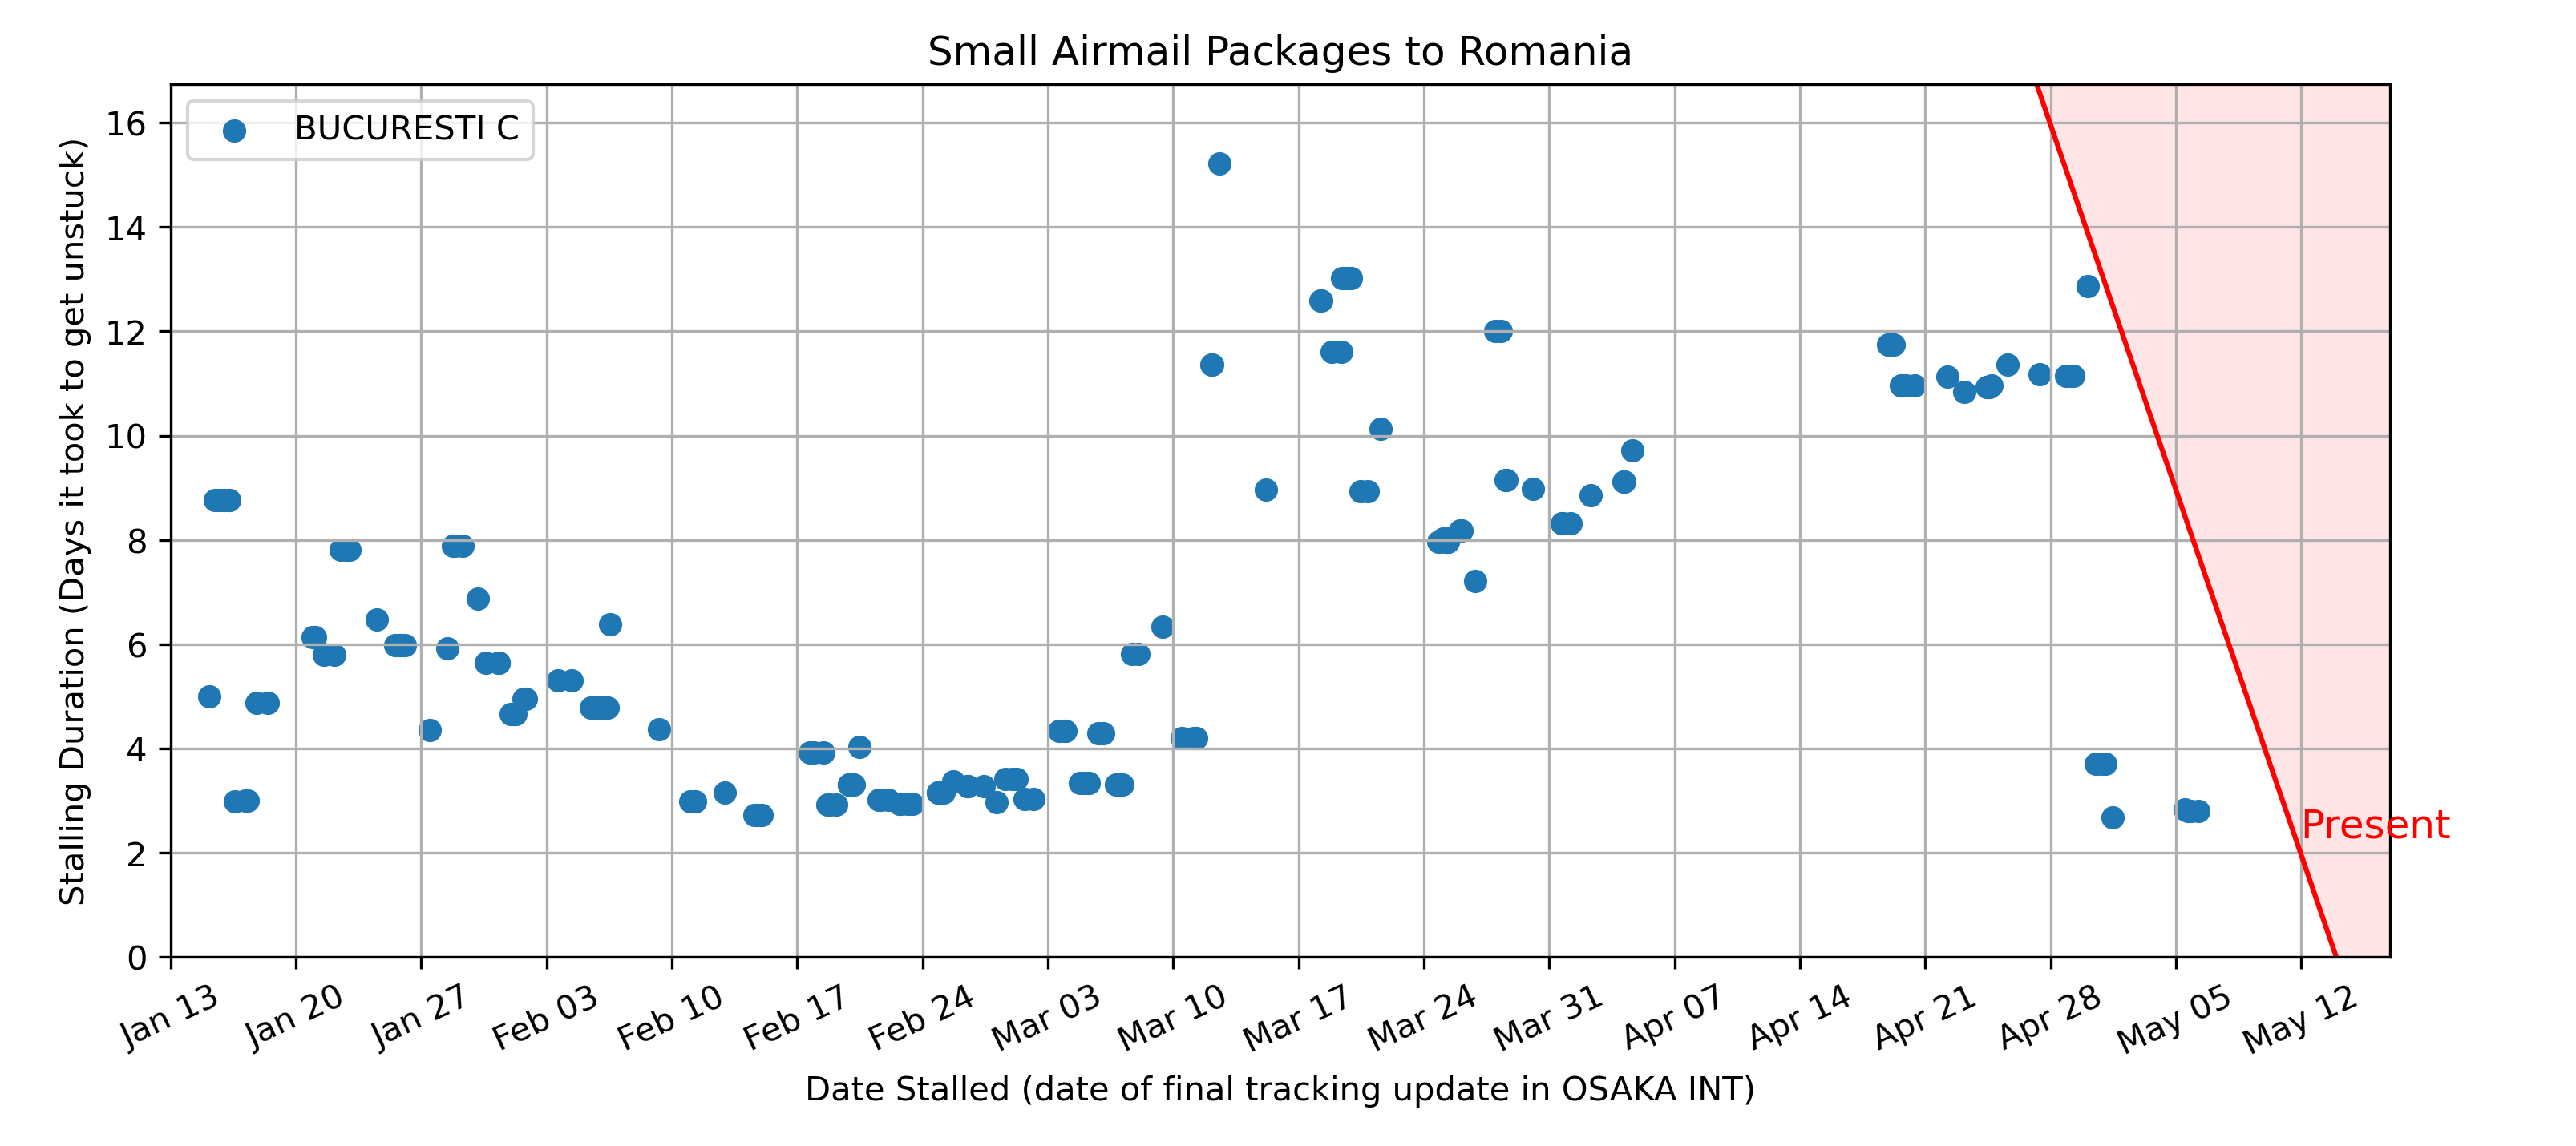 Small Airmail Packages to Romania
BUCURESTI C
Stalling Duration (Days it took to get unstuck)
16
14
12
10
8
6
4
2
0
Present
Jan 13
Jan 20
Jan 27
Feb 03
Feb 10
Feb 17
Feb 24
Mar 03
Mar 10
Mar 17
Mar 24
Mar 31
Apr 07
Apr 14
Apr 21
Apr 28
May 05
May 12
Date Stalled (date of final tracking update in OSAKA INT)